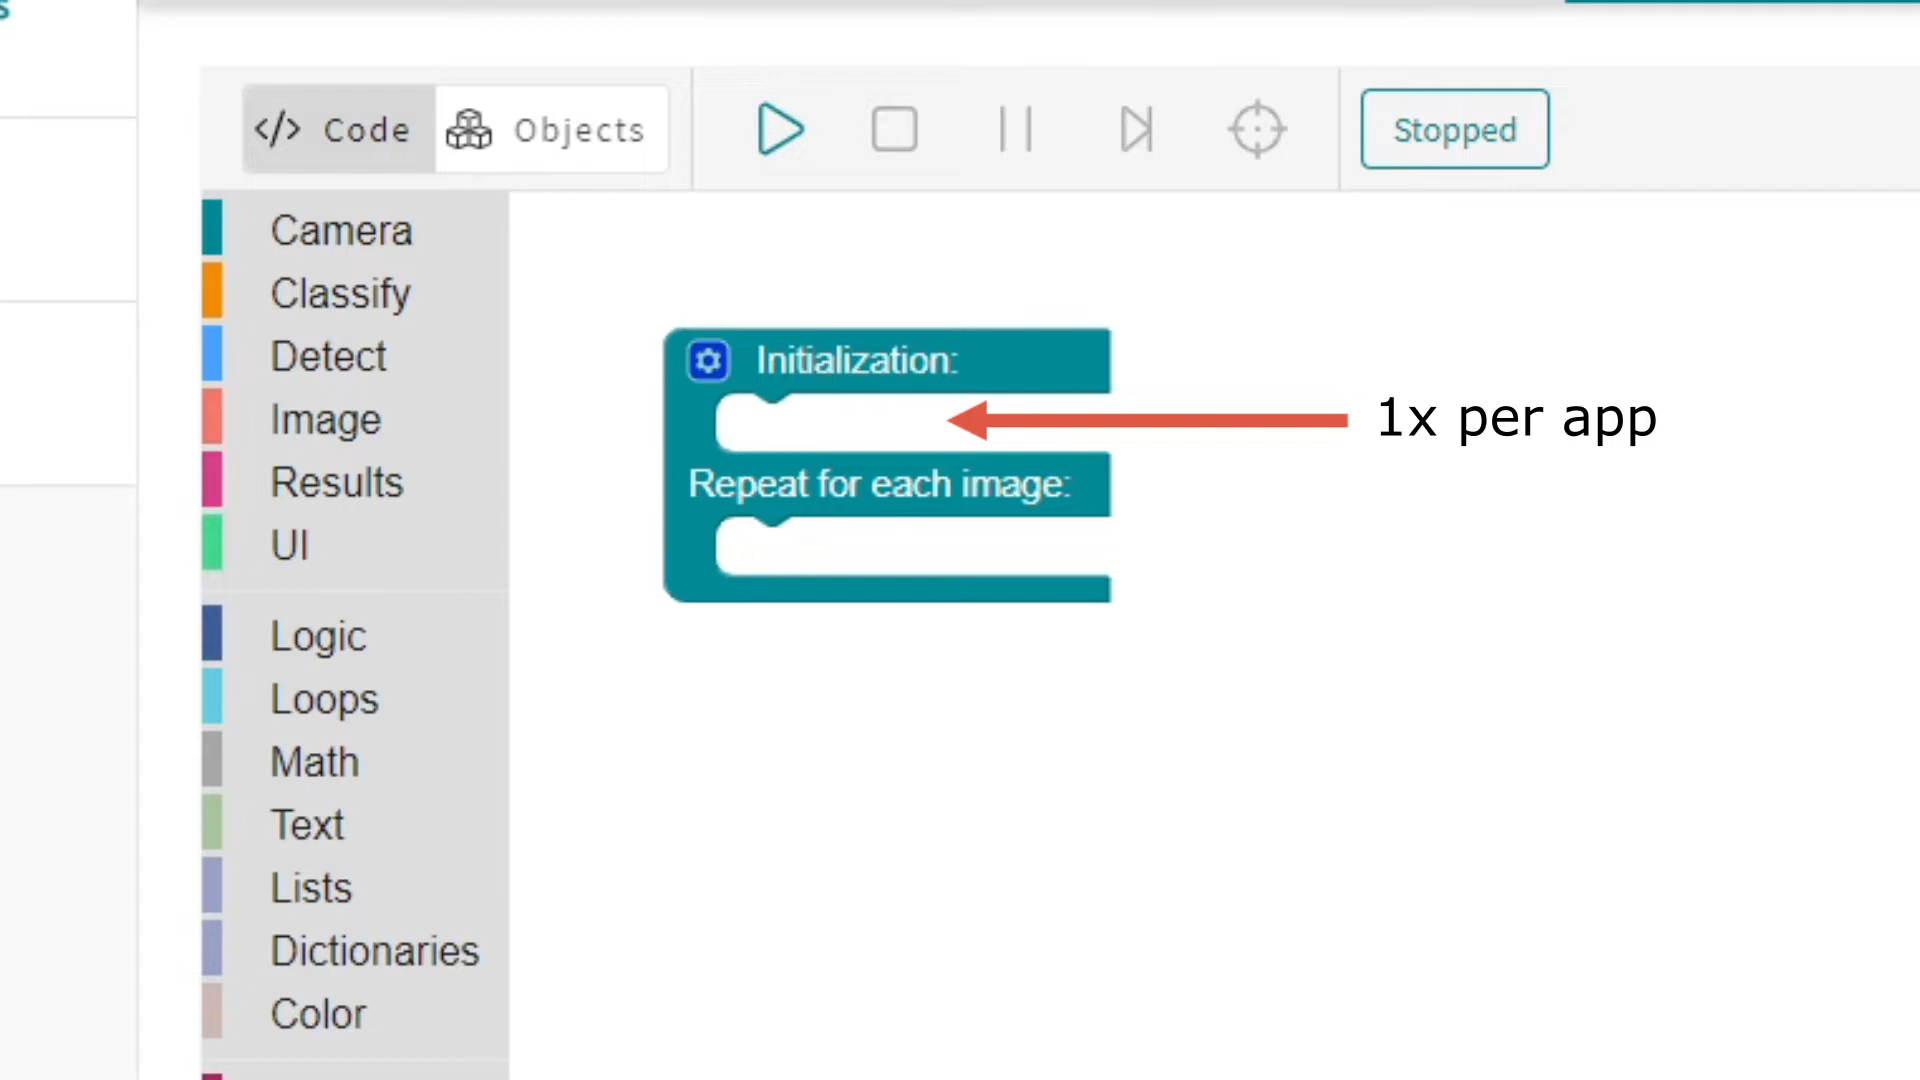 s
</> Code
Objects
Stopped
Camera
Classify
Detect
Image
Results
UI
Logic
Loops
Math
Text
Lists
Dictionaries
Color
Initialization:
Repeat for each image:
1x per app